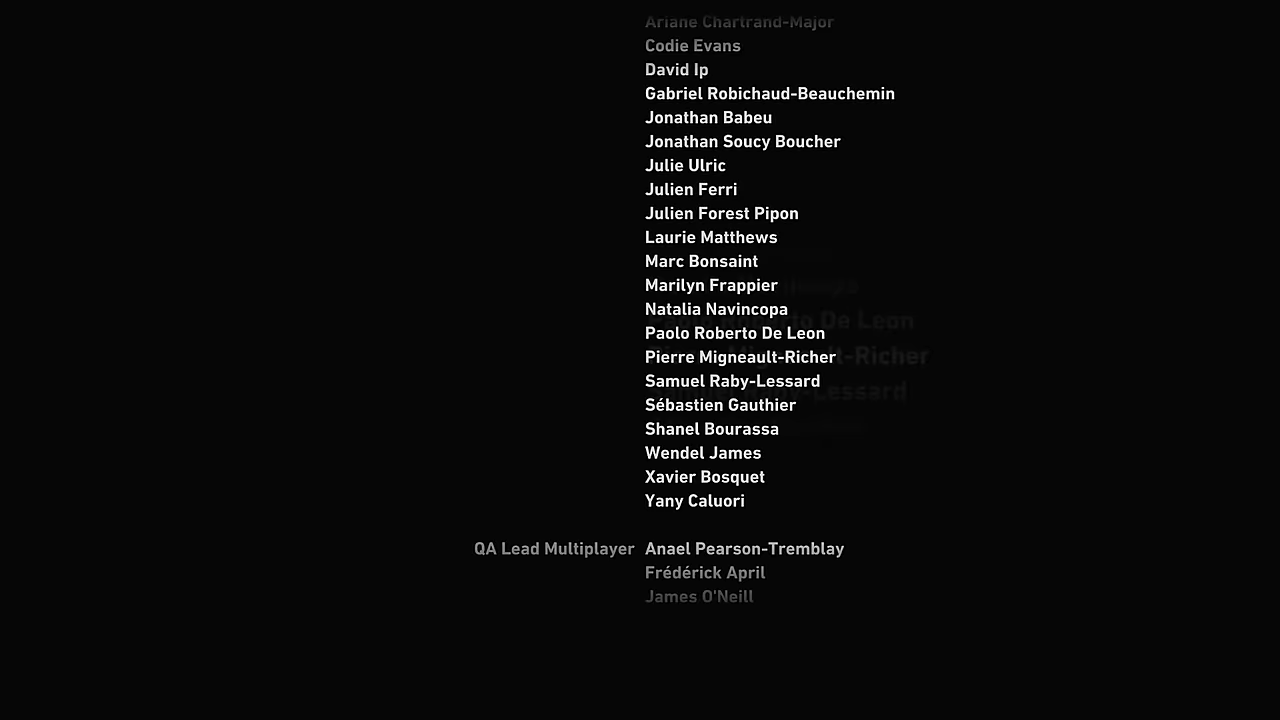 Ariane Chartrand-Major
Codie Evans
David Ip
Gabriel Robichaud-Beauchemin
Jonathan Babeu
Jonathan Soucy Boucher
Julie Ulric
Julien Ferri
Julien Forest Pipon
Laurie Matthews
Marc Bonsaint
Marilyn Frappier
Natalia Navincopa
Paolo Roberto De Leon
Pierre Migneault-Richer
Samuel Raby-Lessard
Sébastien Gauthier
Shanel Bourassa
Wendel James
Xavier Bosquet
Yany Caluori
QA Lead Multiplayer Anael Pearson-Tremblay
Frédérick April
James O'Neill